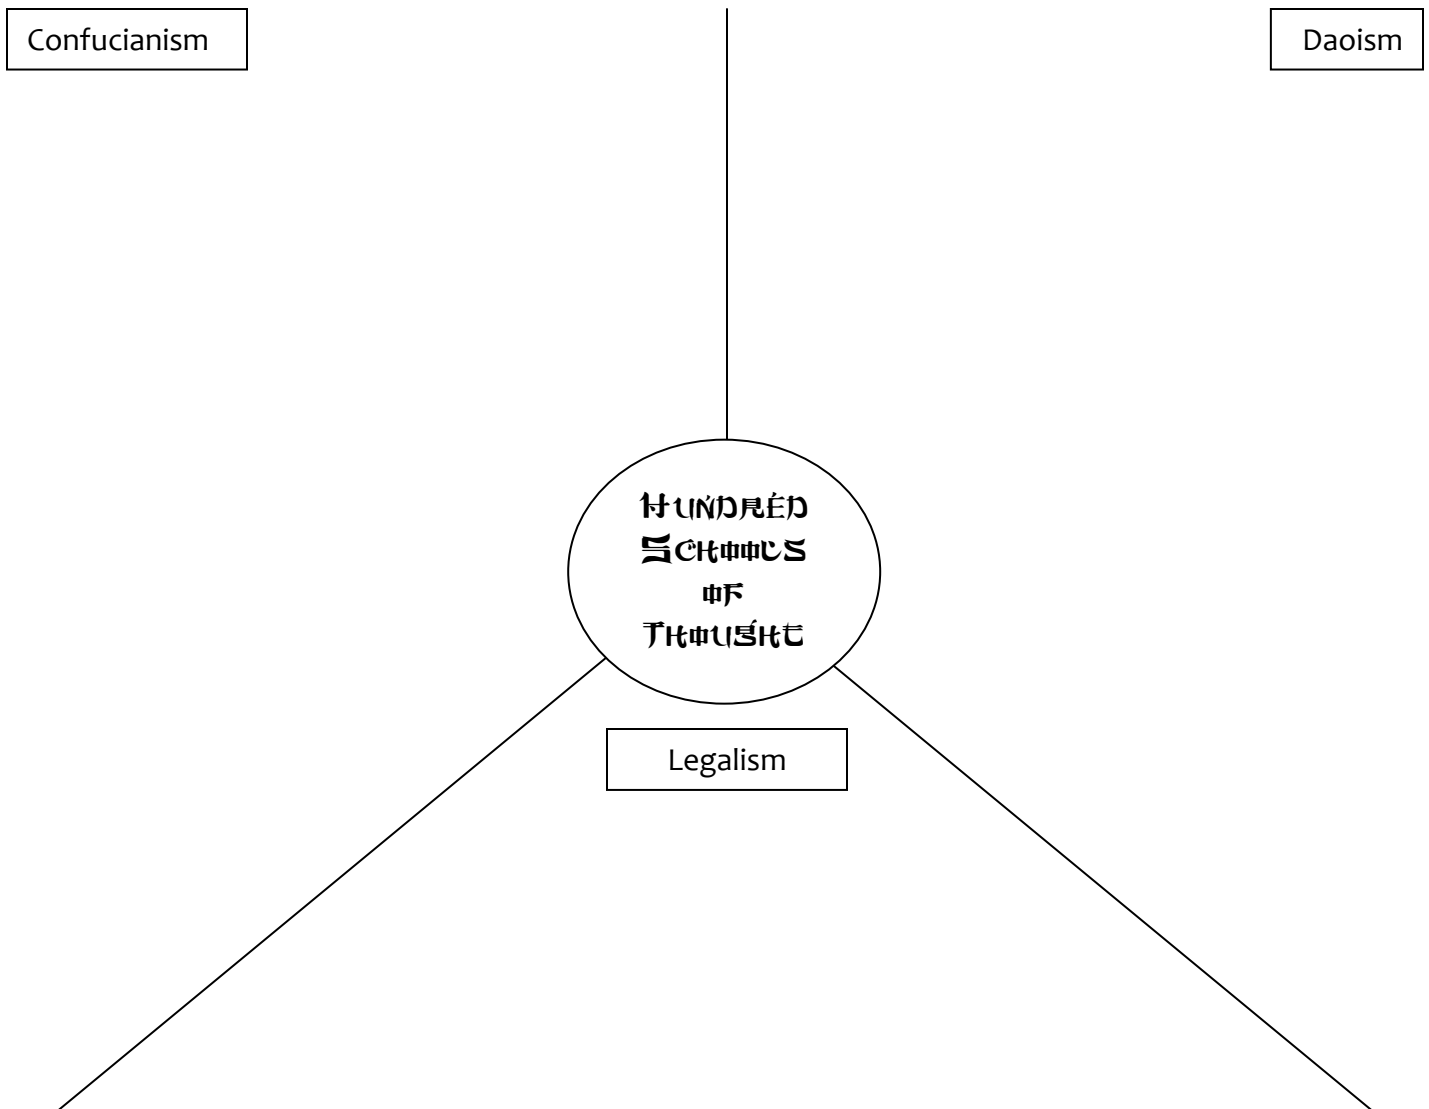 Confucianism
Daoism
Hundred
Schools
of
Thought
Legalism